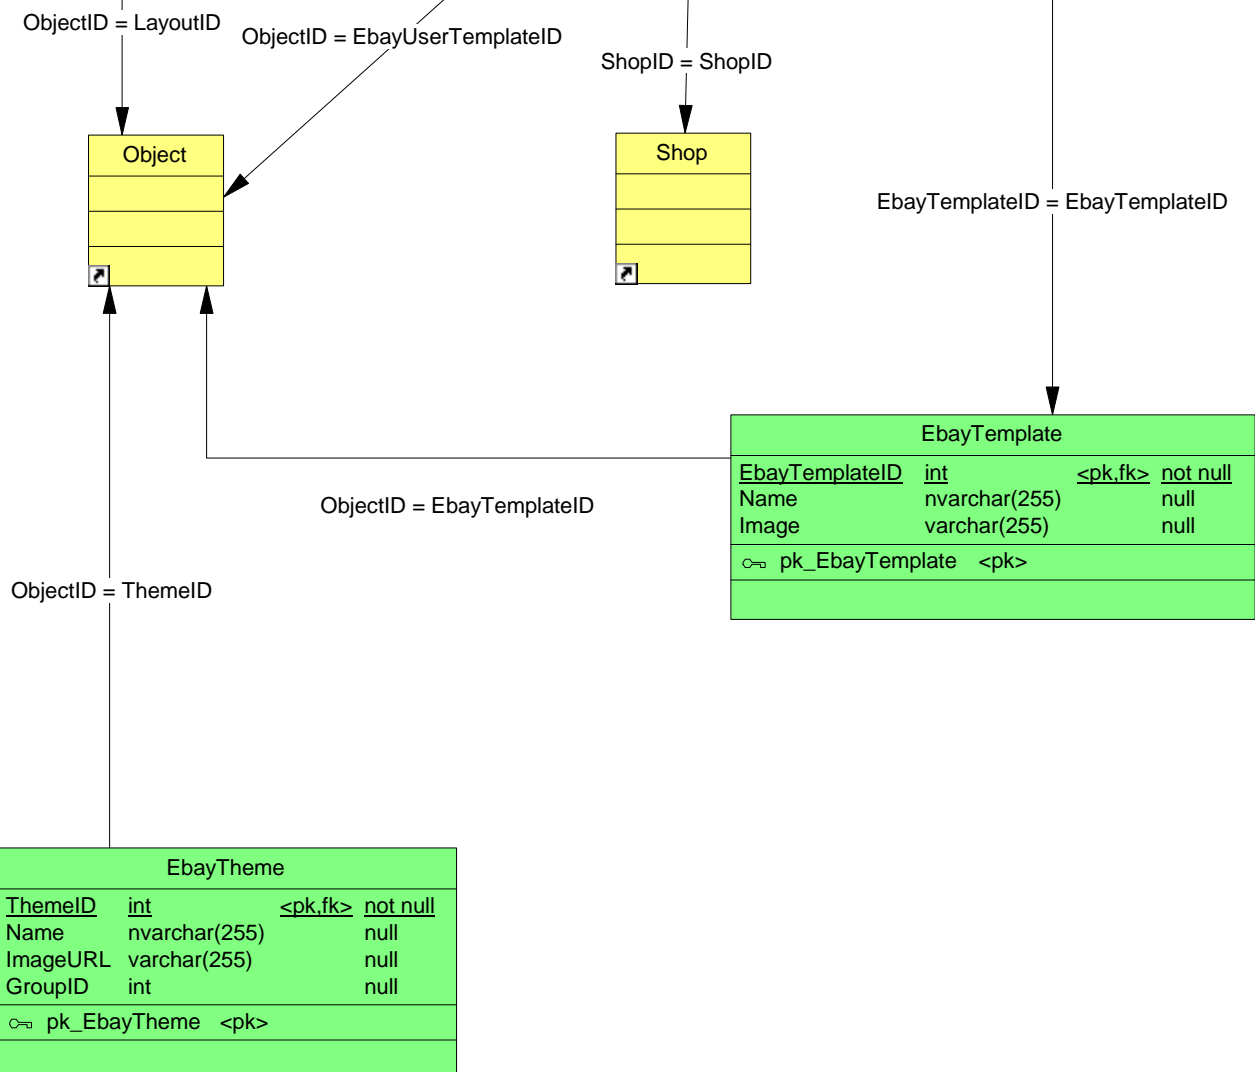 ObjectID = LayoutID
ObjectID = EbayUserTemplateID
ShopID = ShopID
Object
Shop
EbayTemplateID = EbayTemplateID
EbayTemplate
EbayTemplateID int <pk,fk> not null
Name nvarchar(255) null
Image varchar(255) null
pk_EbayTemplate <pk>
ObjectID = EbayTemplateID
ObjectID = ThemeID
EbayTheme
ThemeID int <pk,fk> not null
Name nvarchar(255) null
ImageURL varchar(255) null
GroupID int null
pk_EbayTheme <pk>